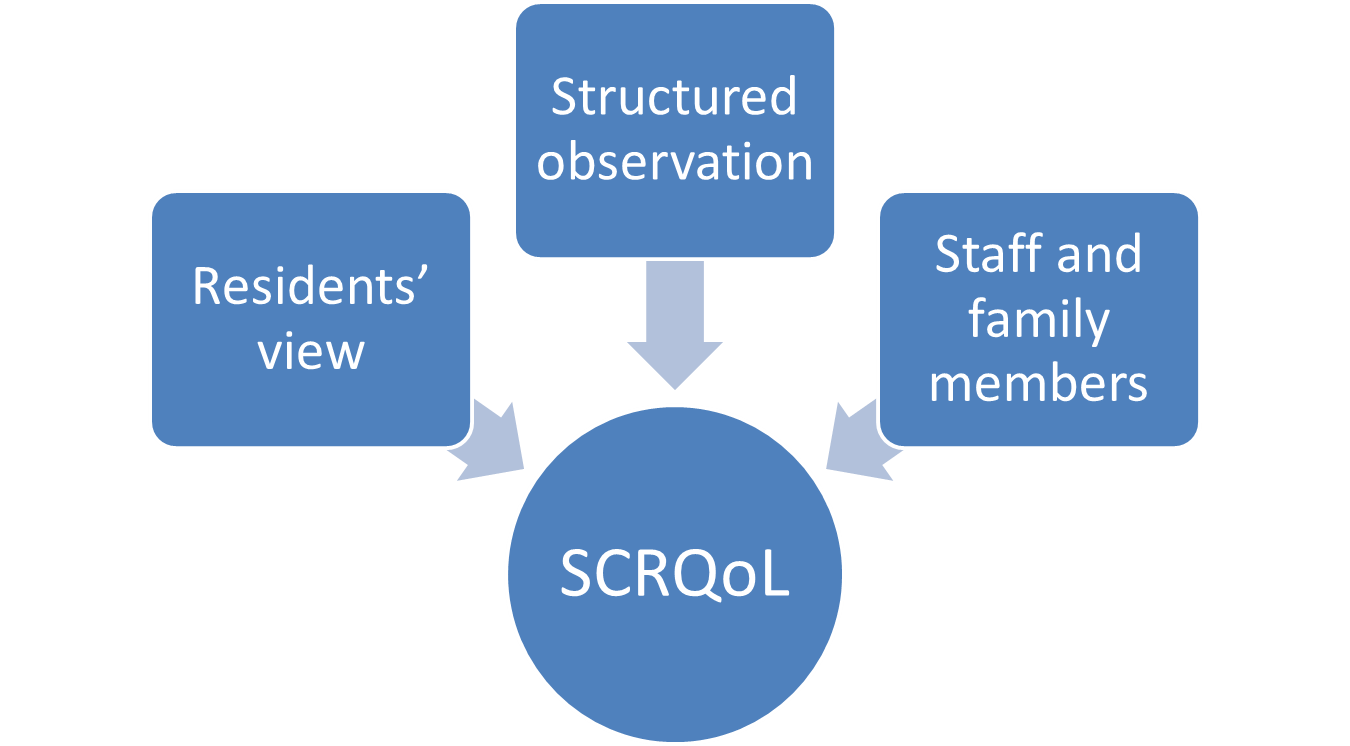 Structured
observation
Residents’
view
Staff and
family
members
SCRQoL